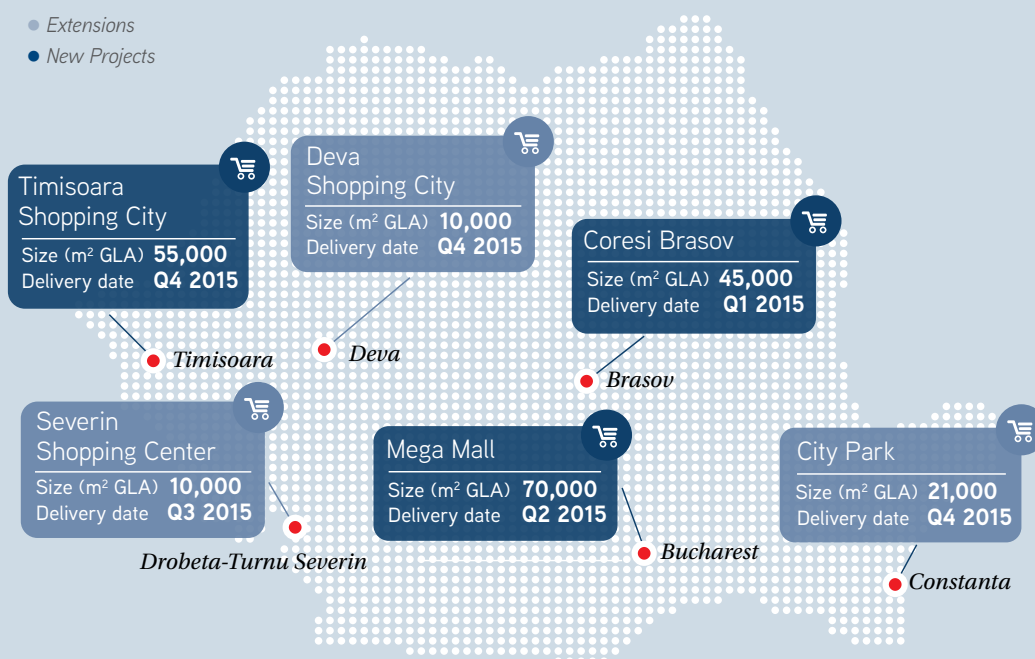 Extensions
New Projects
Timisoara
Shopping City
Size (m² GLA) 55,000
Delivery date Q4 2015
Deva
Shopping City
Size (m² GLA) 10,000
Delivery date Q4 2015
Coresi Brasov
Size (m² GLA) 45,000
Delivery date Q1 2015
Timisoara
Deva
Brasov
Severin
Shopping Center
Size (m² GLA) 10,000
Delivery date Q3 2015
Mega Mall
Size (m² GLA) 70,000
Delivery date Q2 2015
City Park
Size (m² GLA) 21,000
Delivery date Q4 2015
Drobeta-Turnu Severin
Bucharest
Constanta